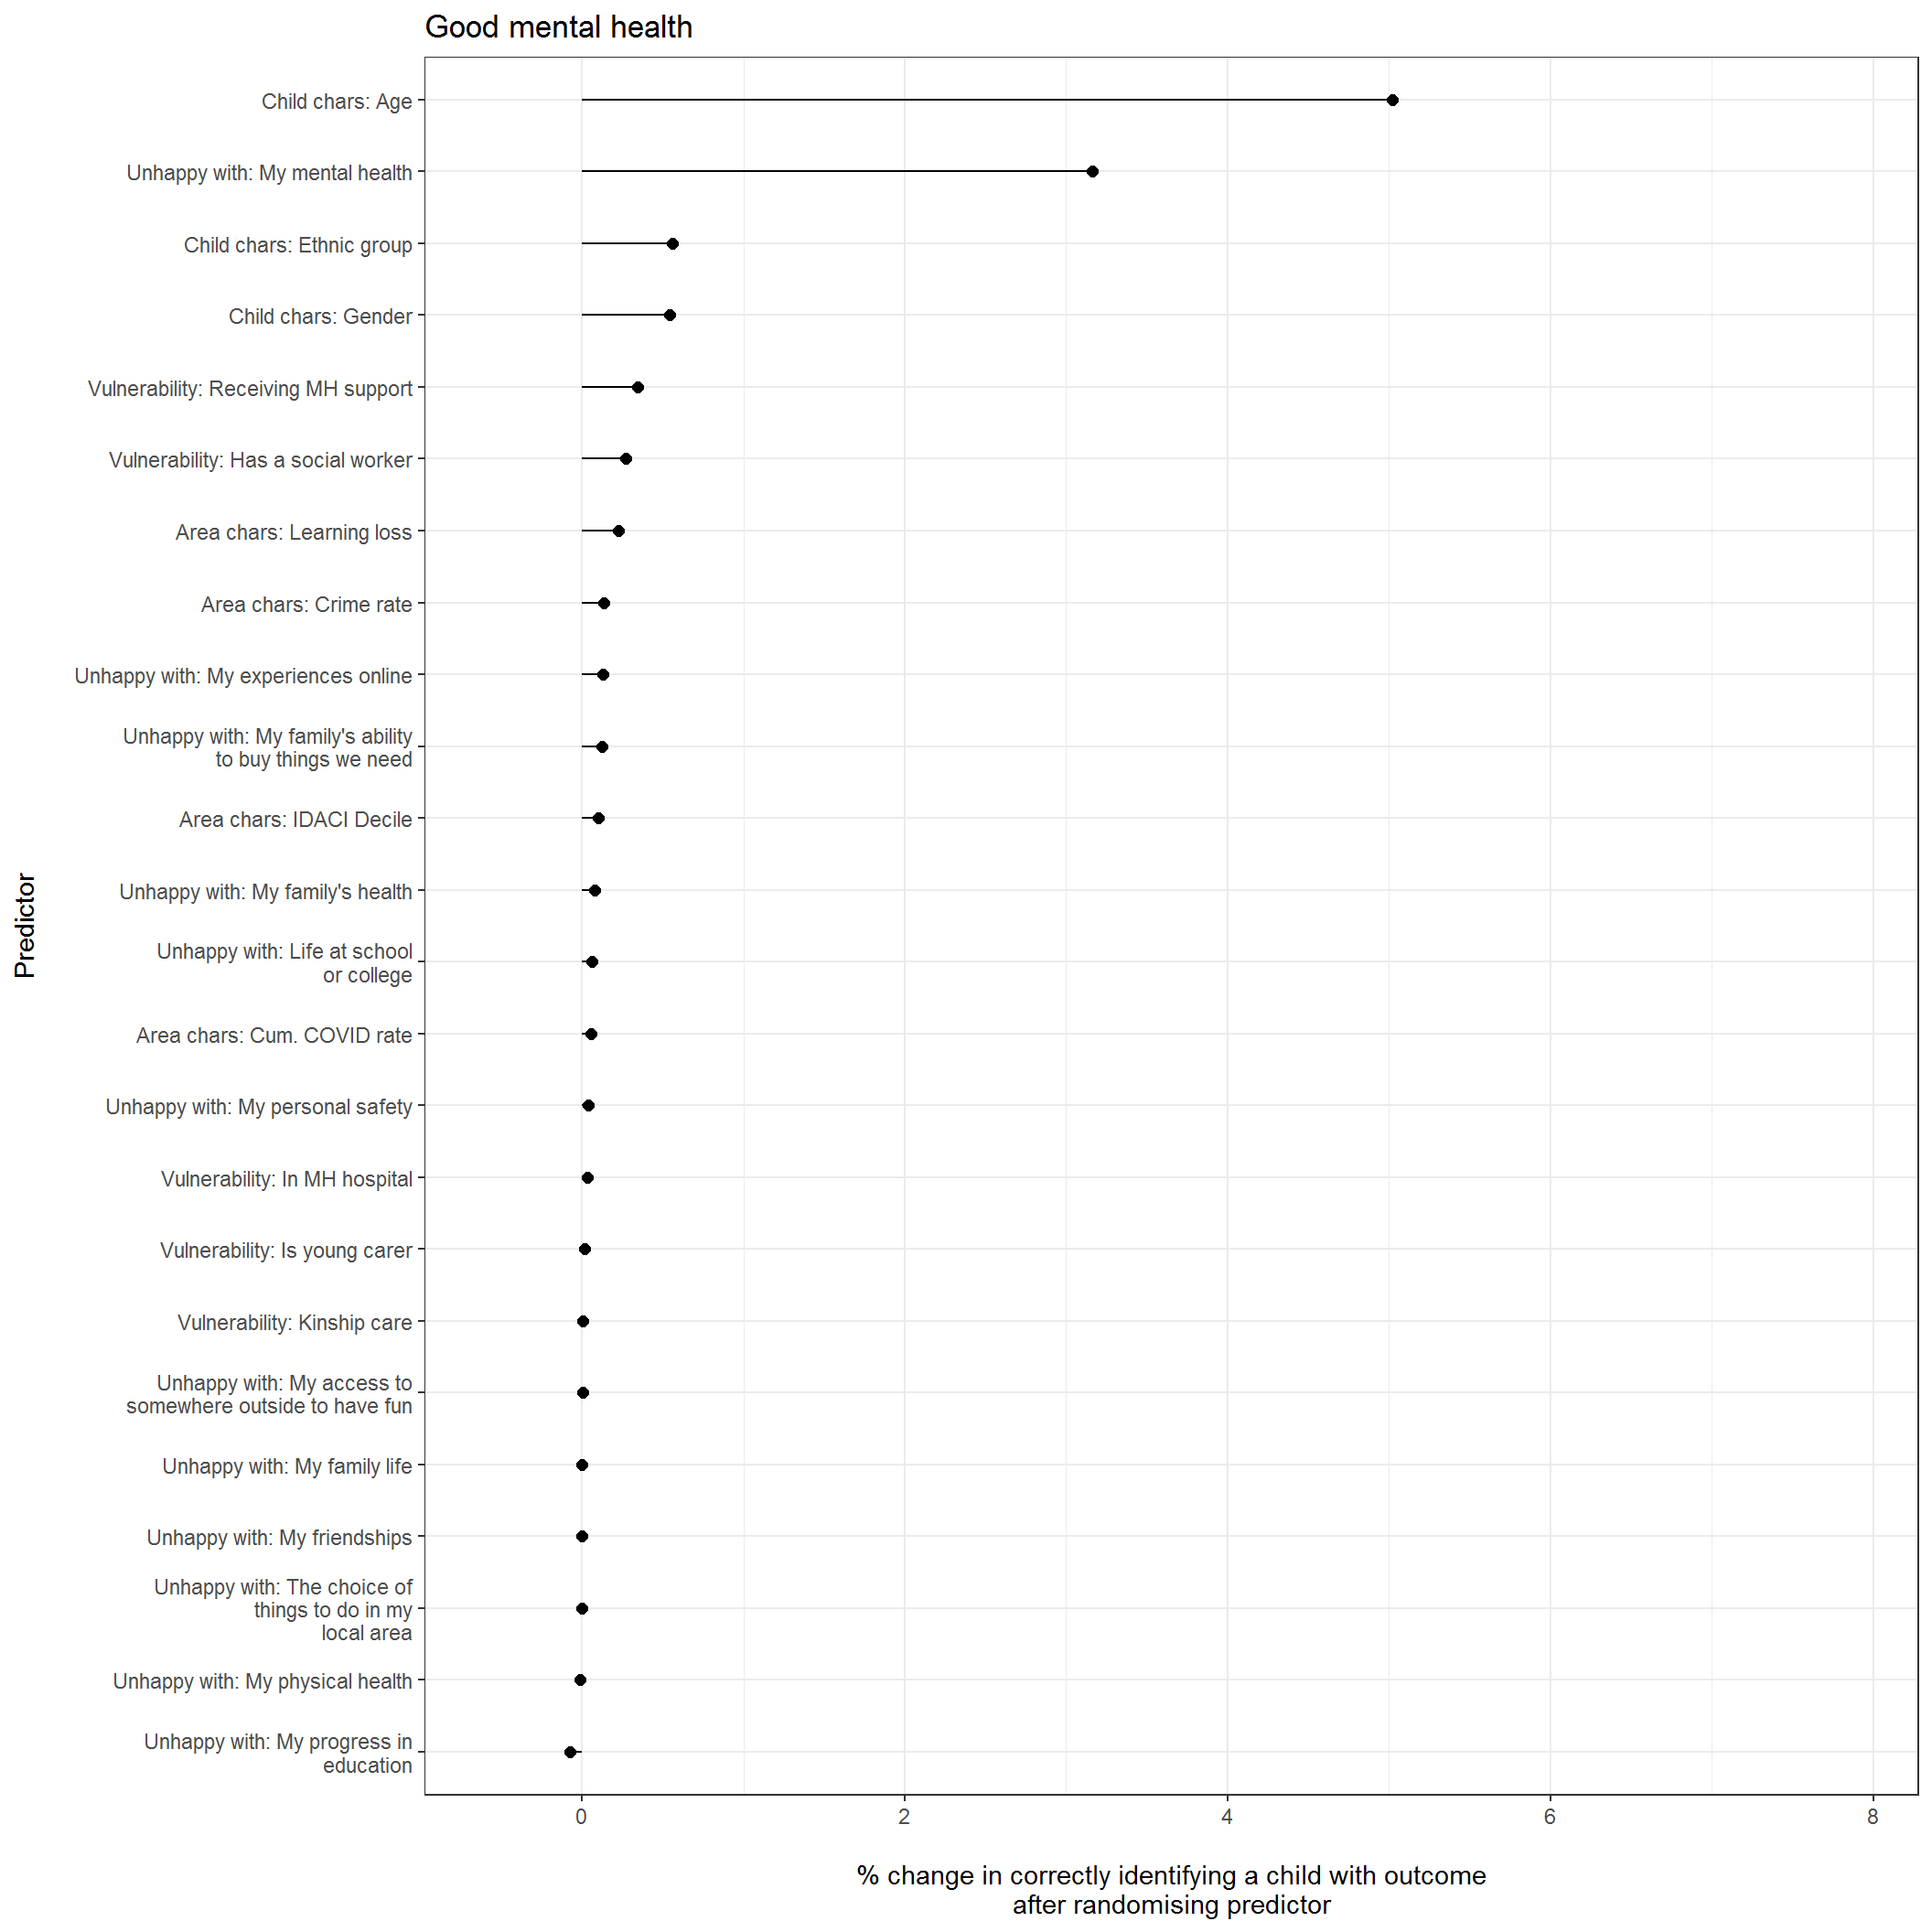 Good mental health
Child chars: Age
Unhappy with: My mental health
Child chars: Ethnic group
Child chars: Gender
Vulnerability: Receiving MH support
Vulnerability: Has a social worker
Area chars: Learning loss
Area chars: Crime rate
Unhappy with: My experiences online
Unhappy with: My family's ability
to buy things we need
Area chars: IDACI Decile
Unhappy with: My family's health
Unhappy with: Life at school
or college
Area chars: Cum. COVID rate
Unhappy with: My personal safety
Vulnerability: In MH hospital
Vulnerability: Is young carer
Vulnerability: Kinship care
Unhappy with: My access to
somewhere outside to have fun
Unhappy with: My family life
Unhappy with: My friendships
Unhappy with: The choice of
things to do in my
local area
Unhappy with: My physical health
Unhappy with: My progress in
education
Predictor
0 2 4 6 8
% change in correctly identifying a child with outcome
after randomising predictor